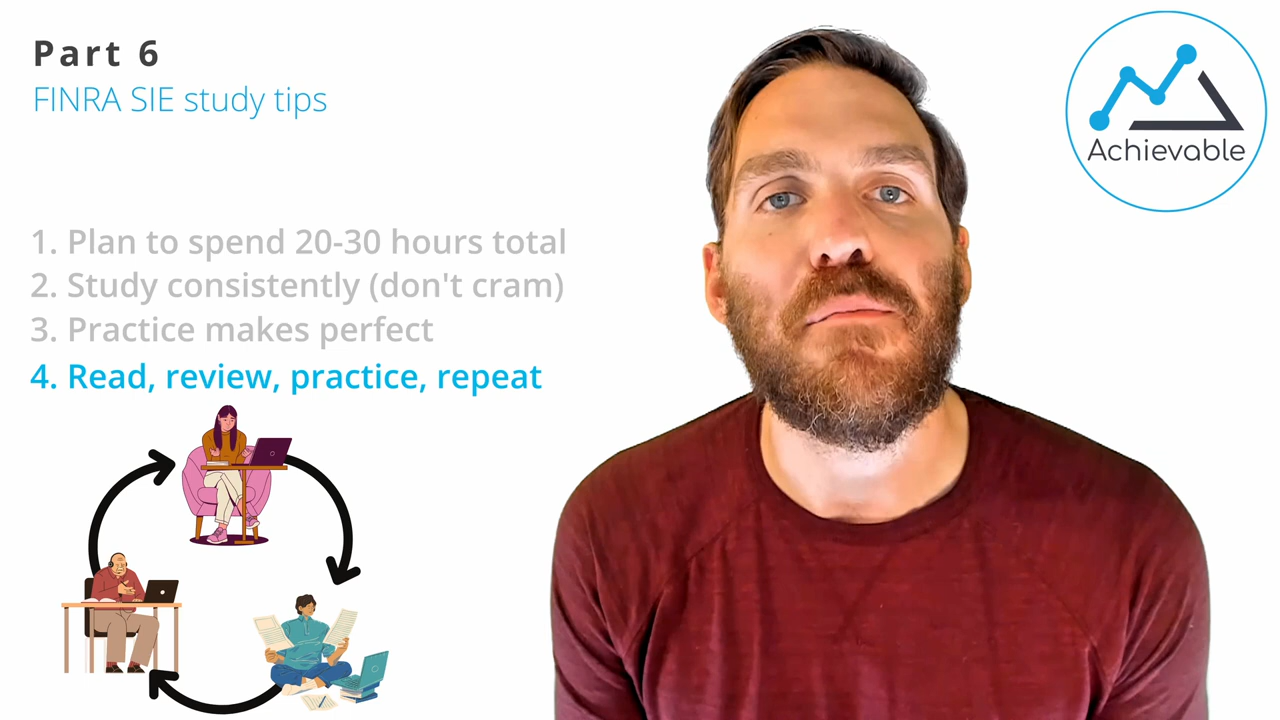 Part 6
FINRA SIE study tips
Achievable
1. Plan to spend 20-30 hours total
2. Study consistently (don't cram)
3. Practice makes perfect
4. Read, review, practice, repeat